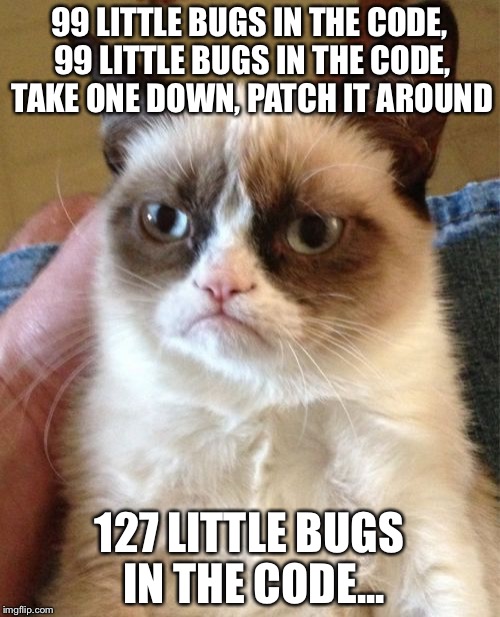 99 LITTLE BUGS IN THE CODE,
99 LITTLE BUGS IN THE CODE,
TAKE ONE DOWN, PATCH IT AROUND
127 LITTLE BUGS
IN THE CODE...
imgflip.com